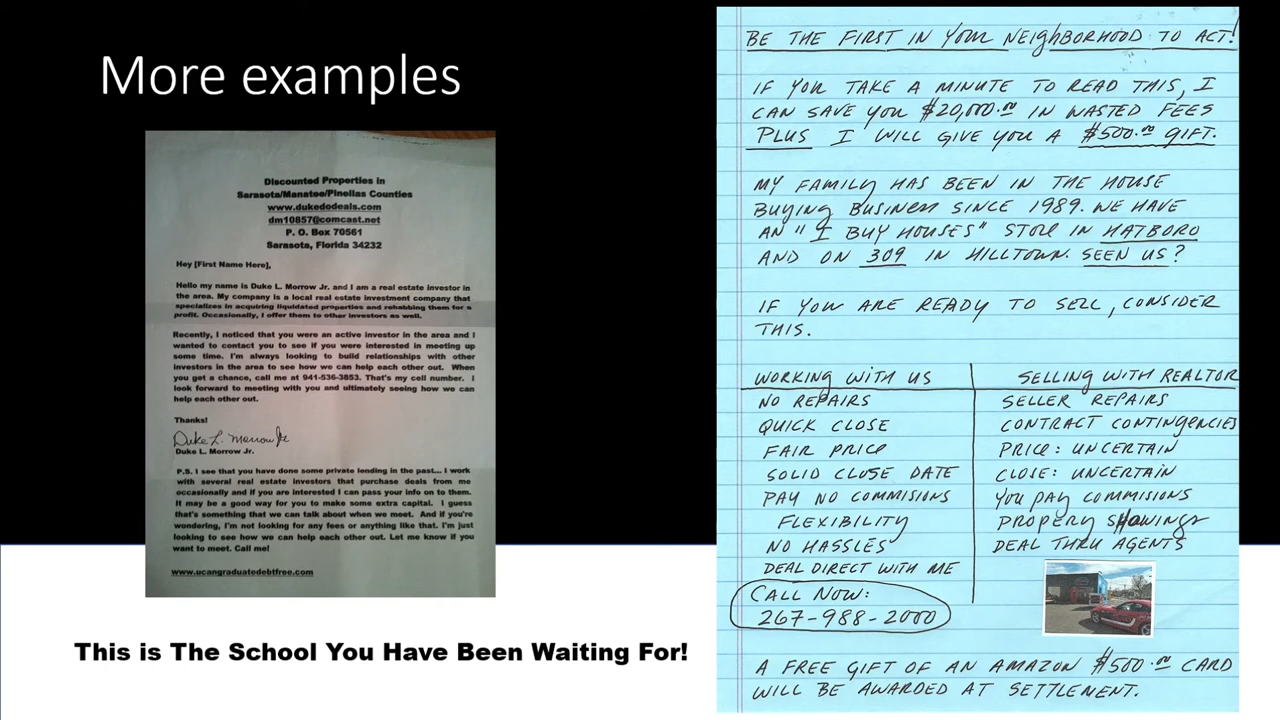 More examples
Discounted Properties in
Sarasota/Manatee/Pinellas Counties
www.dukedodeals.com
dm10857@comcast.net
P. O. Box 70561
Sarasota, Florida 34232
Hey [First Name Here],
Hello my name is Duke L. Morrow Jr. and I am a real estate investor in
the area. My company is a local real estate investment company that
specializes in acquiring liquidated properties and rehabbing them for a
profit. Occasionally, I offer them to other investors as well.
Recently, I noticed that you were an active investor in the area and I
wanted to contact you to see if you were interested in meeting up
some time. I'm always looking to build relationships with other
investors in the area to see how we can help each other out. When
you get a chance, call me at 941-536-3853. That's my cell number. I
look forward to meeting with you and ultimately seeing how we can
help each other out.
Thanks!
Duke L. Morrow Jr.
Duke L. Morrow Jr.
P.S. I see that you have done some private lending in the past... I work
with several real estate investors that purchase deals from me
occasionally and if you are interested I can pass your info on to them.
It may be a good way for you to make some extra capital. I guess
that's something that we can talk about when we meet. And if you're
wondering, I'm not looking for any fees or anything like that. I'm just
looking to see how we can help each other out. Let me know if you
want to meet. Call me!
www.ucangraduatedebtfree.com
This is The School You Have Been Waiting For!
BE THE FIRST IN YOUR NEIGHBORHOOD TO ACT!
IF YOU TAKE A MINUTE TO READ THIS, I
CAN SAVE YOU $20,000.00 IN WASTED FEES
PLUS I WILL GIVE YOU A $500.00 GIFT.
MY FAMILY HAS BEEN IN THE HOUSE
BUYING BUSINESS SINCE 1989. WE HAVE
AN "I BUY HOUSES" STORE IN HATBORO
AND ON 309 IN HILLTOWN. SEEN US?
IF YOU ARE READY TO SELL, CONSIDER
THIS.
WORKING WITH US
NO REPAIRS
QUICK CLOSE
FAIR PRICE
SOLID CLOSE DATE
PAY NO COMMISIONS
FLEXIBILITY
NO HASSLES
DEAL DIRECT WITH ME
SELLING WITH REALTOR
SELLER REPAIRS
CONTRACT CONTINGENCIES
PRICE: UNCERTAIN
CLOSE: UNCERTAIN
YOU PAY COMMISIONS
PROPERY SHOWINGS
DEAL THRU AGENTS
CALL NOW:
267-988-2000
A FREE GIFT OF AN AMAZON $500.00 CARD
WILL BE AWARDED AT SETTLEMENT.